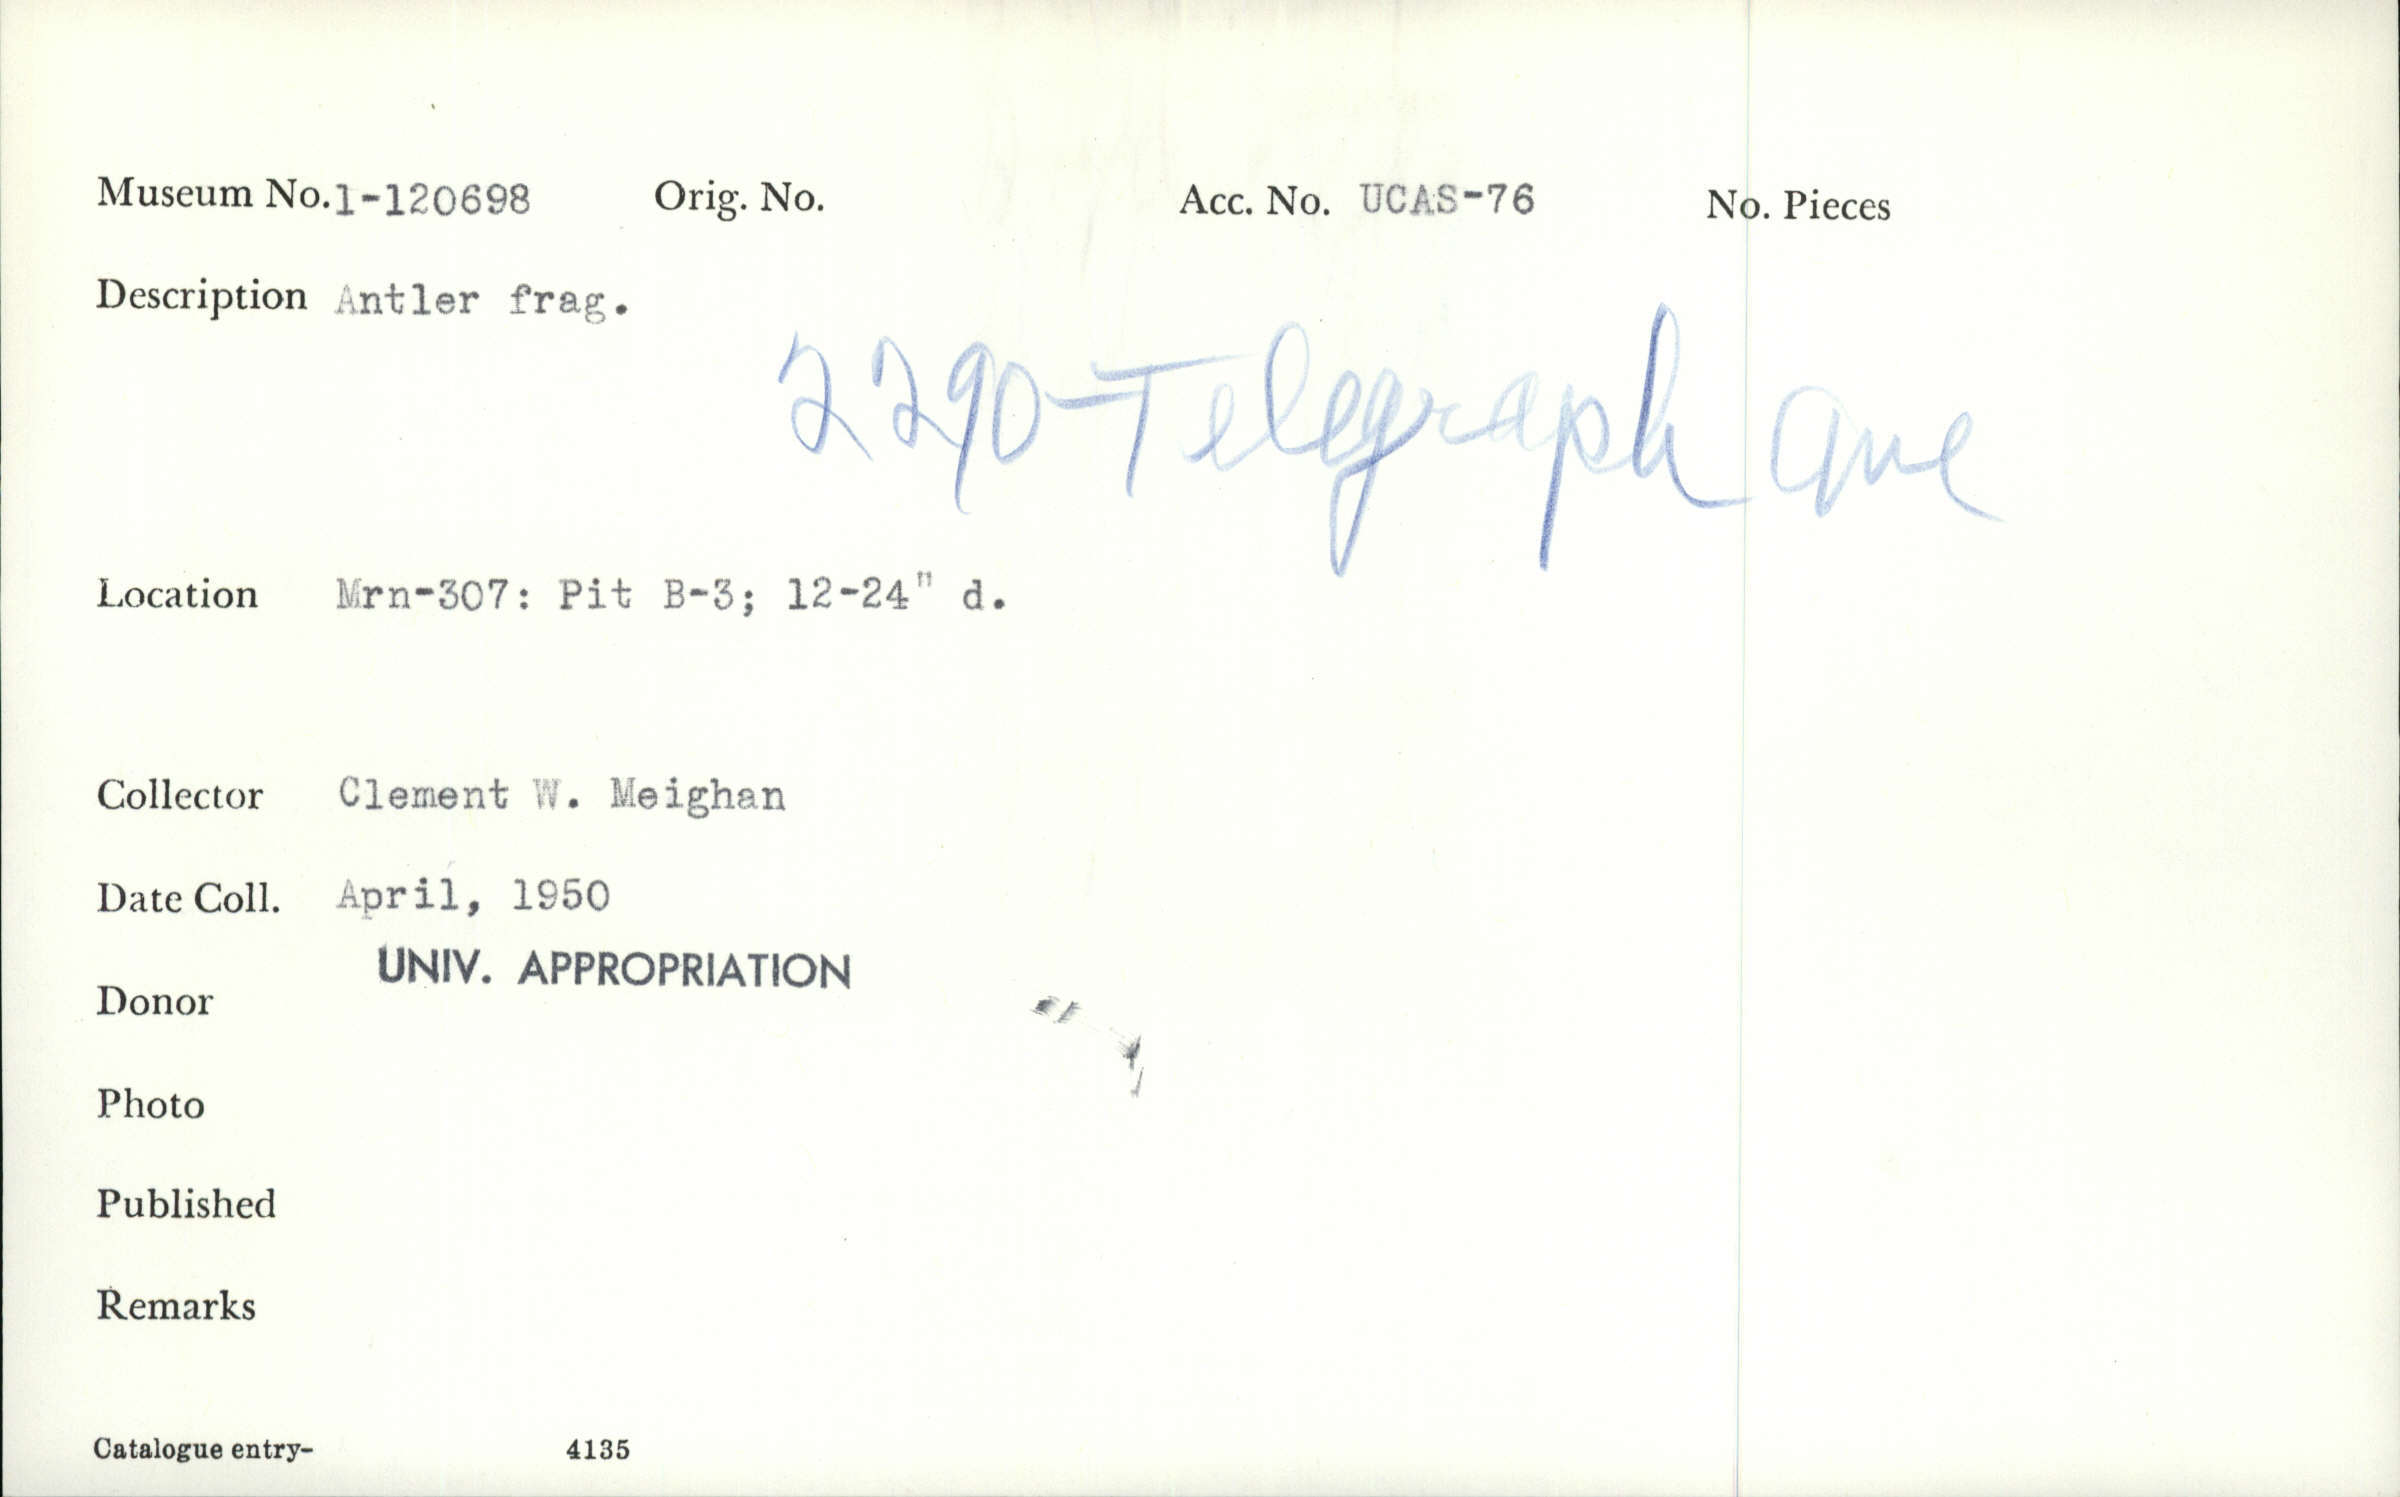 Museum No. 1-120698 Orig. No. Acc. No. UCAS-76 No. Pieces
Description Antler frag.
2290 Telegraph Ave
Location Mrn-307: Pit B-3; 12-24" d.
Collector Clement W. Meighan
Date Coll. April, 1950
UNIV. APPROPRIATION
Donor
Photo
Published
Remarks
Catalogue entry- 4135